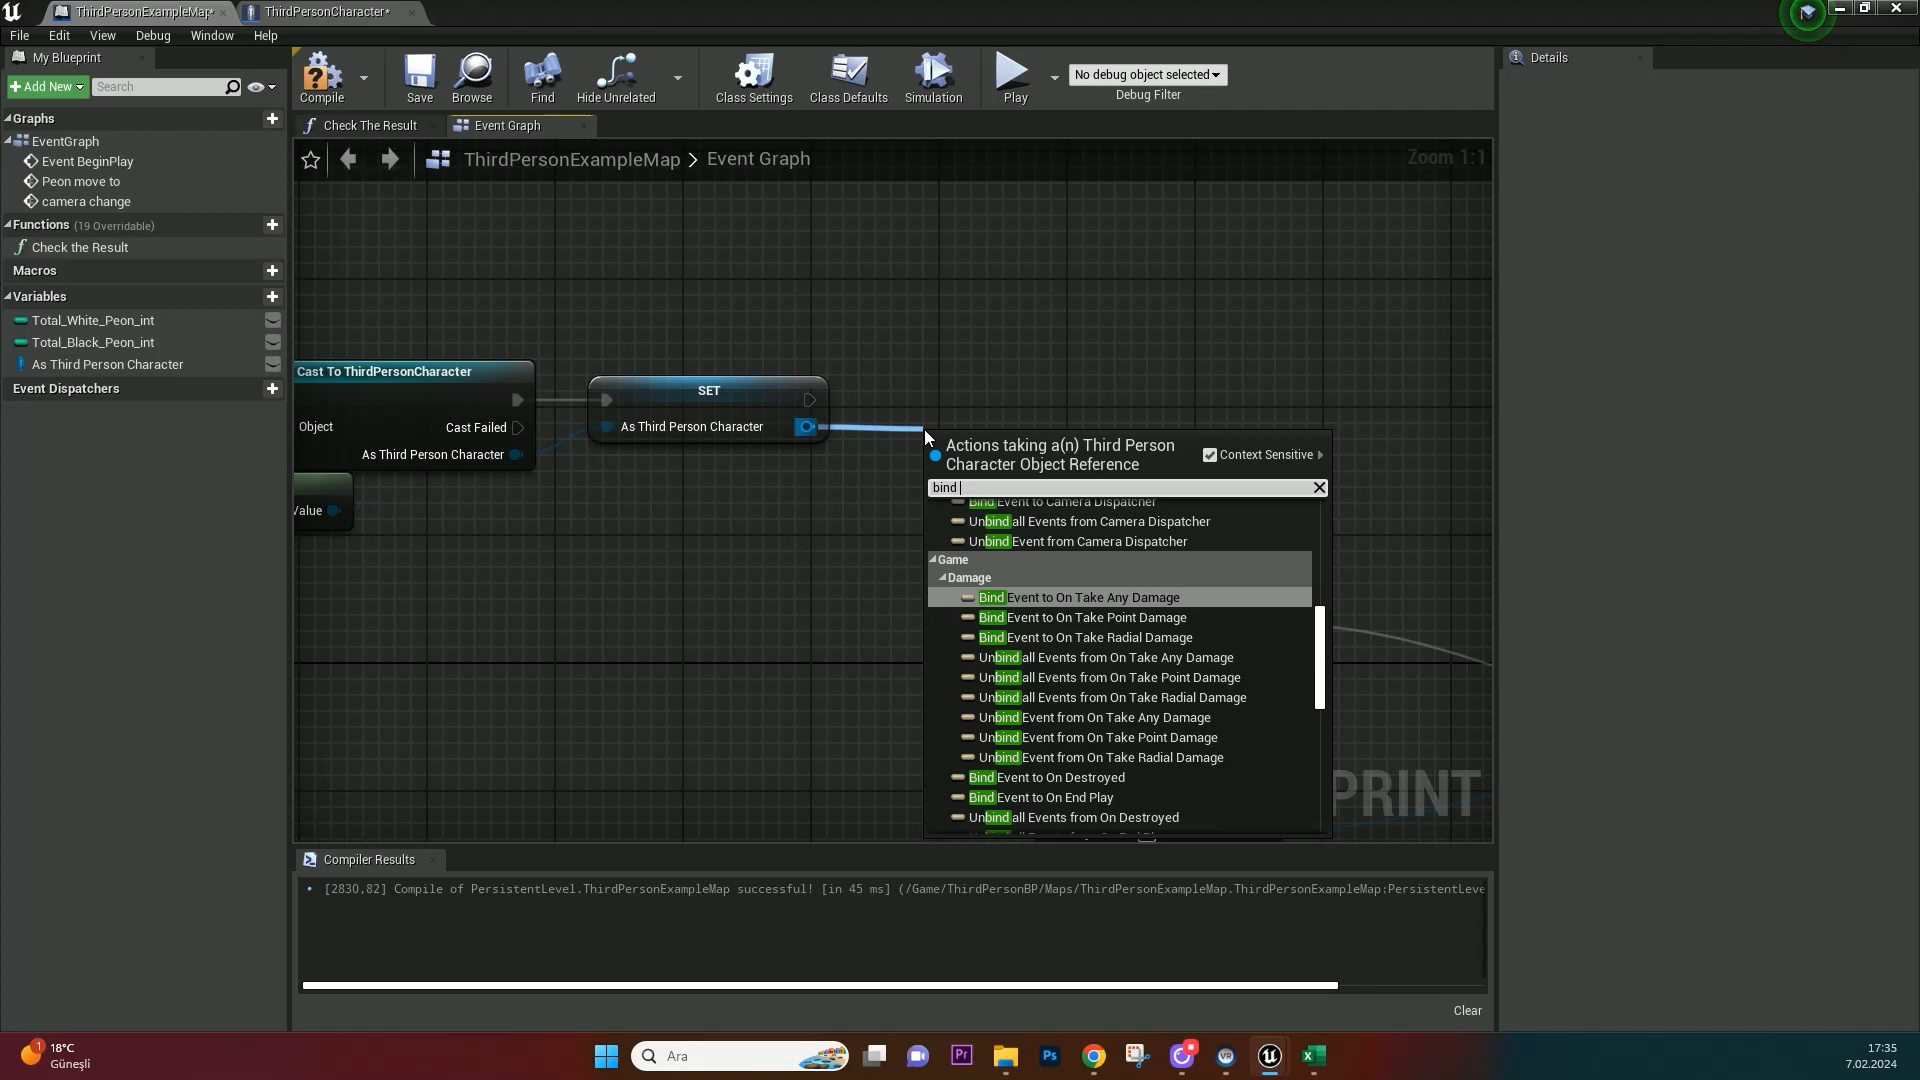 ThirdPersonExampleMap*
ThirdPersonCharacter*
File Edit View Debug Window Help
My Blueprint
Details
Add New
Search
Compile
Save
Browse
Find
Hide Unrelated
Class Settings
Class Defaults
Simulation
Play
No debug object selected
Debug Filter
Graphs
Check The Result
Event Graph
EventGraph
Event BeginPlay
Peon move to
camera change
ThirdPersonExampleMap > Event Graph
Zoom 1:1
Functions (19 Overridable)
Check the Result
Macros
Variables
Total_White_Peon_int
Total_Black_Peon_int
As Third Person Character
Event Dispatchers
Cast To ThirdPersonCharacter
Object
Cast Failed
As Third Person Character
Value
SET
As Third Person Character
Actions taking a(n) Third Person
Character Object Reference
Context Sensitive
bind
Bind Event to Camera Dispatcher
Unbind all Events from Camera Dispatcher
Unbind Event from Camera Dispatcher
Game
Damage
Bind Event to On Take Any Damage
Bind Event to On Take Point Damage
Bind Event to On Take Radial Damage
Unbind all Events from On Take Any Damage
Unbind all Events from On Take Point Damage
Unbind all Events from On Take Radial Damage
Unbind Event from On Take Any Damage
Unbind Event from On Take Point Damage
Unbind Event from On Take Radial Damage
Bind Event to On Destroyed
Bind Event to On End Play
Unbind all Events from On Destroyed
PRINT
Compiler Results
[2830,82] Compile of PersistentLevel.ThirdPersonExampleMap successful! [in 45 ms] (/Game/ThirdPersonBP/Maps/ThirdPersonExampleMap.ThirdPersonExampleMap:PersistentLeve
Clear
1
18°C
Güneşli
Ara
Pr
Ps
VR
17:35
7.02.2024